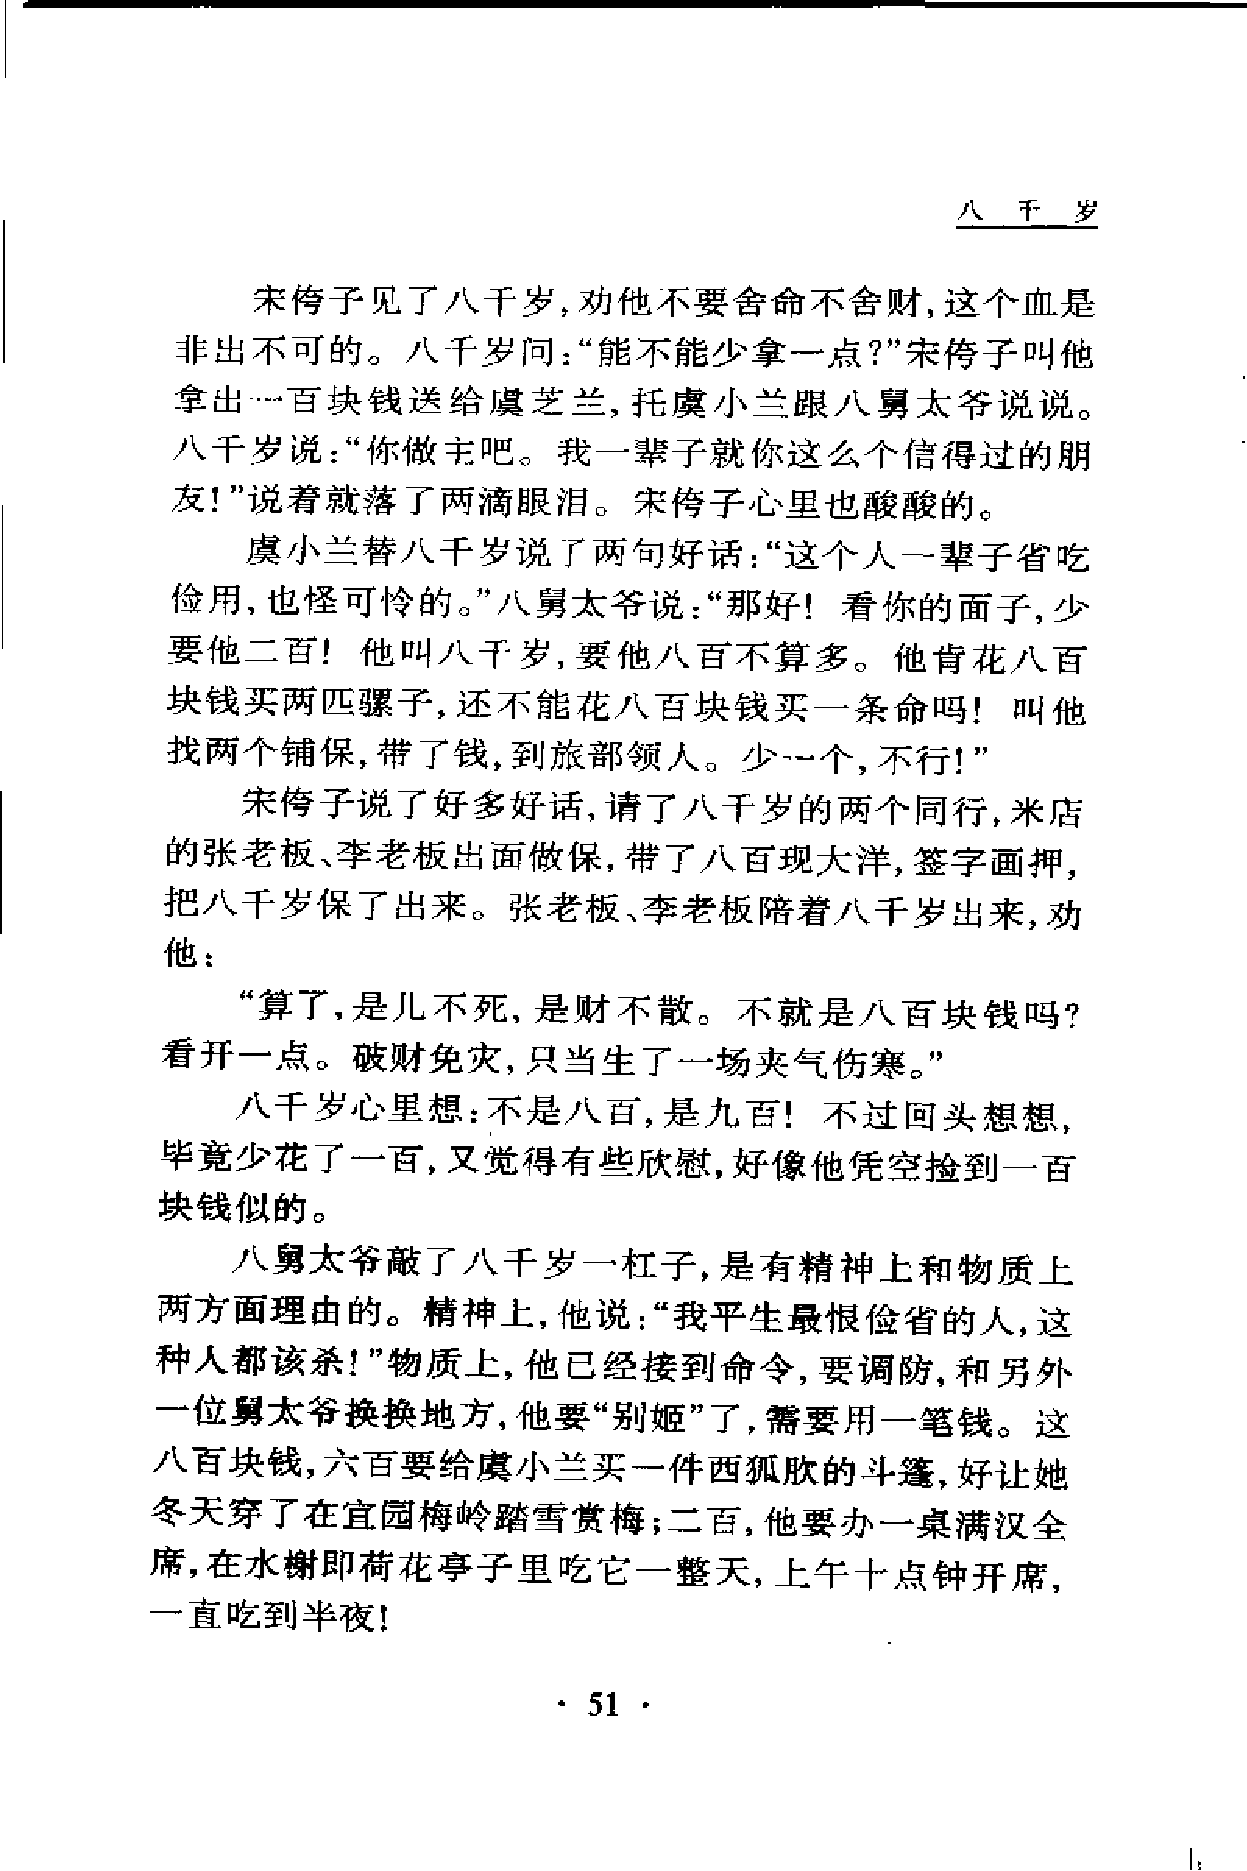 八千岁
宋侉子见了八千岁,劝他不要舍命不舍财,这个血是
非出不可的。八千岁问:“能不能少拿一点?”宋侉子叫他
拿出一百块钱送给虞芝兰,托虞小兰跟八舅太爷说说。
八千岁说:“你做主吧。我一辈子就你这么个信得过的朋
友!”说着就落了两滴眼泪。宋侉子心里也酸酸的。
虞小兰替八千岁说了两句好话:“这个人一辈子省吃
俭用,也怪可怜的。”八舅太爷说:“那好!看你的面子,少
要他二百!他叫八千岁,要他八百不算多。他肯花八百
块钱买两匹骡子,还不能花八百块钱买一条命吗!叫他
找两个铺保,带了钱,到旅部领人。少一个,不行!”
宋侉子说了好多好话,请了八千岁的两个同行,米店
的张老板、李老板出面做保,带了八百现大洋,签字画押,
把八千岁保了出来。张老板、李老板陪着八千岁出来,劝
他:
“算了,是儿不死,是财不散。不就是八百块钱吗?
看开一点。破财免灾,只当生了一场夹气伤寒。”
八千岁心里想:不是八百,是九百!不过回头想想,
毕竟少花了一百,又觉得有些欣慰,好像他凭空捡到一百
块钱似的。
八舅太爷敲了八千岁一杠子,是有精神上和物质上
两方面理由的。精神上,他说:“我平生最恨俭省的人,这
种人都该杀!”物质上,他已经接到命令,要调防,和另外
一位舅太爷换换地方,他要“别姬”了,需要用一笔钱。这
八百块钱,六百要给虞小兰买一件西狐肷的斗篷,好让她
冬天穿了在宜园梅岭踏雪赏梅;二百,他要办一桌满汉全
席,在水榭即荷花亭子里吃它一整天,上午十点钟开席,
一直吃到半夜!
· 51 ·